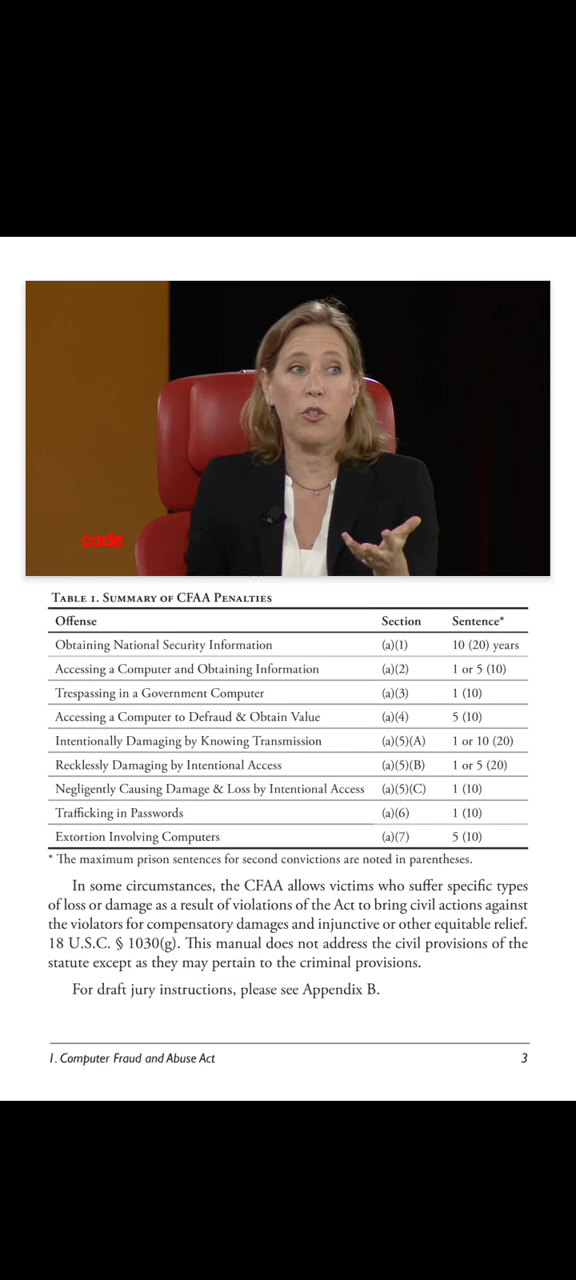 code
TABLE 1. SUMMARY OF CFAA PENALTIES
Offense Section Sentence*
Obtaining National Security Information (a)(1) 10 (20) years
Accessing a Computer and Obtaining Information (a)(2) 1 or 5 (10)
Trespassing in a Government Computer (a)(3) 1 (10)
Accessing a Computer to Defraud & Obtain Value (a)(4) 5 (10)
Intentionally Damaging by Knowing Transmission (a)(5)(A) 1 or 10 (20)
Recklessly Damaging by Intentional Access (a)(5)(B) 1 or 5 (20)
Negligently Causing Damage & Loss by Intentional Access (a)(5)(C) 1 (10)
Trafficking in Passwords (a)(6) 1 (10)
Extortion Involving Computers (a)(7) 5 (10)
* The maximum prison sentences for second convictions are noted in parentheses.
In some circumstances, the CFAA allows victims who suffer specific types
of loss or damage as a result of violations of the Act to bring civil actions against
the violators for compensatory damages and injunctive or other equitable relief.
18 U.S.C. § 1030(g). This manual does not address the civil provisions of the
statute except as they may pertain to the criminal provisions.
For draft jury instructions, please see Appendix B.
1. Computer Fraud and Abuse Act 3